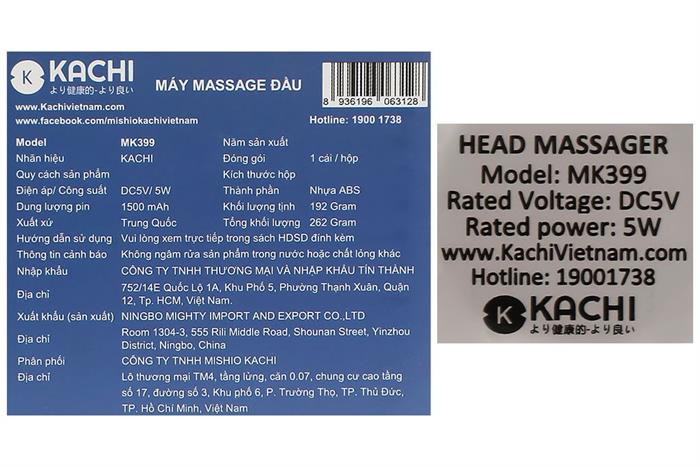 KACHI
より健康的-より良い
MÁY MASSAGE ĐẦU
8 936196 063128
www.Kachivietnam.com
www.facebook.com/mishiokachivietnam
Hotline: 1900 1738
Model MK399 Năm sản xuất
Nhãn hiệu KACHI Đóng gói 1 cái / hộp
Quy cách sản phẩm Kích thước hộp
Điện áp/ Công suất DC5V/ 5W Thành phần Nhựa ABS
Dung lượng pin 1500 mAh Khối lượng tịnh 192 Gram
Xuất xứ Trung Quốc Tổng khối lượng 262 Gram
Hướng dẫn sử dụng Vui lòng xem trực tiếp trong sách HDSD đính kèm
Thông tin cảnh báo Không ngâm rửa sản phẩm trong nước hoặc chất lỏng khác
Nhập khẩu CÔNG TY TNHH THƯƠNG MẠI VÀ NHẬP KHẨU TÍN THÀNH
Địa chỉ 752/14E Quốc Lộ 1A, Khu Phố 5, Phường Thạnh Xuân, Quận
12, Tp. HCM, Việt Nam.
Xuất khẩu (sản xuất) NINGBO MIGHTY IMPORT AND EXPORT CO.,LTD
Địa chỉ Room 1304-3, 555 Rili Middle Road, Shounan Street, Yinzhou
District, Ningbo, China
Phân phối CÔNG TY TNHH MISHIO KACHI
Địa chỉ Lô thương mại TM4, tầng lửng, căn 0.07, chung cư cao tầng
số 17, đường số 3, Khu phố 6, P. Trường Thọ, TP. Thủ Đức,
TP. Hồ Chí Minh, Việt Nam
HEAD MASSAGER
Model: MK399
Rated Voltage: DC5V
Rated power: 5W
www.KachiVietnam.com
Hotline: 19001738
K KACHI
より健康的-より良い